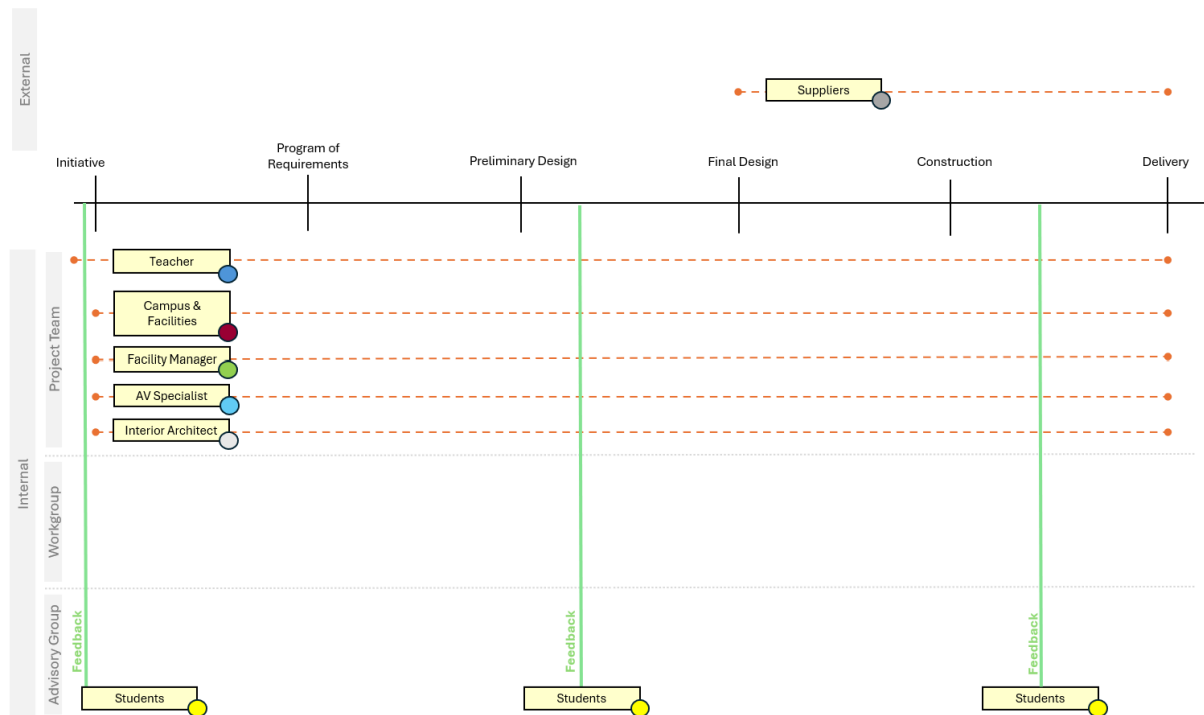 External
Suppliers
Initiative
Program of
Requirements
Preliminary Design
Final Design
Construction
Delivery
Internal
Project Team
Teacher
Campus &
Facilities
Facility Manager
AV Specialist
Interior Architect
Workgroup
Advisory Group
Feedback
Feedback
Feedback
Students
Students
Students